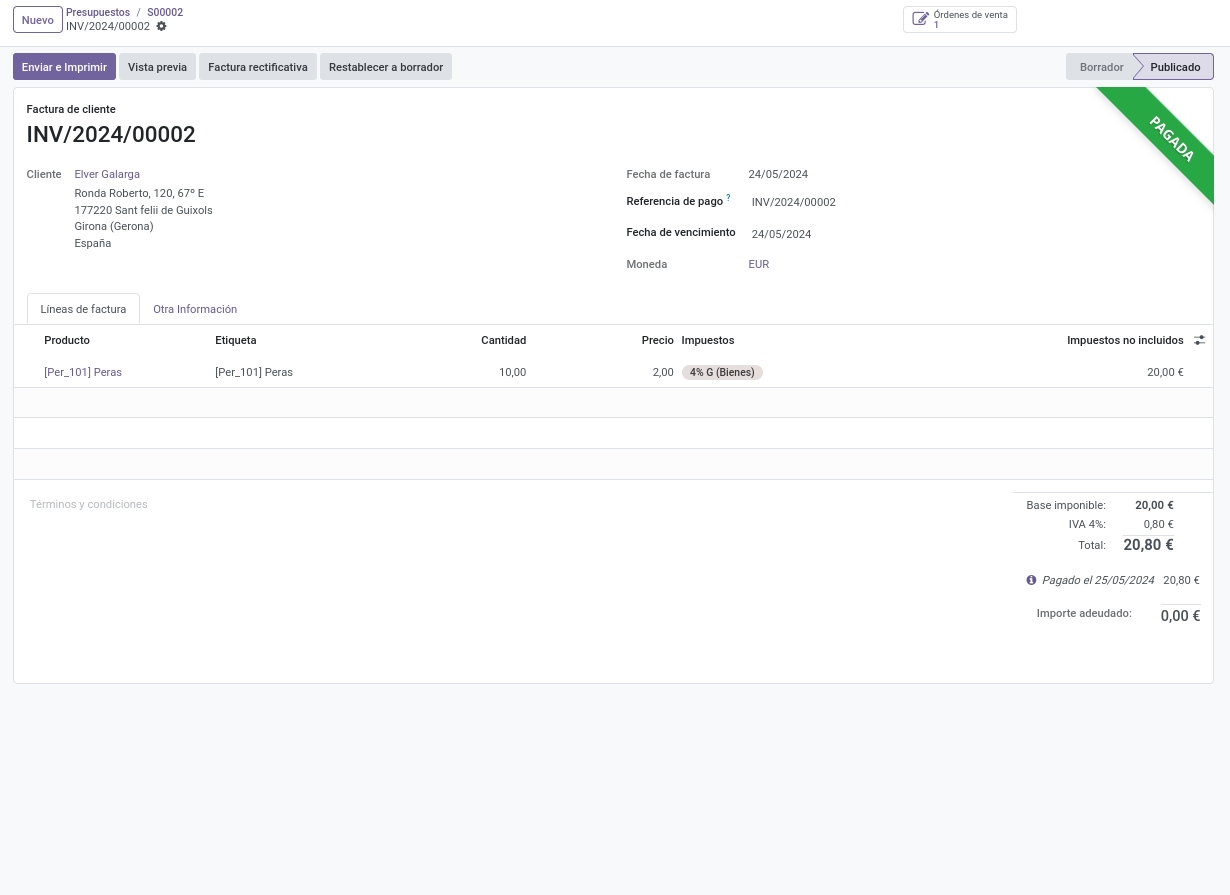 Nuevo
Presupuestos / S00002
INV/2024/00002
Órdenes de venta
1
Enviar e Imprimir
Vista previa
Factura rectificativa
Restablecer a borrador
Borrador
Publicado
PAGADA
Factura de cliente
INV/2024/00002
Cliente Elver Galarga
Ronda Roberto, 120, 67º E
177220 Sant felii de Guixols
Girona (Gerona)
España
Fecha de factura 24/05/2024
Referencia de pago ? INV/2024/00002
Fecha de vencimiento 24/05/2024
Moneda EUR
Líneas de factura Otra Información
Producto Etiqueta Cantidad Precio Impuestos Impuestos no incluidos
[Per_101] Peras [Per_101] Peras 10,00 2,00 4% G (Bienes) 20,00 €
Términos y condiciones
Base imponible: 20,00 €
IVA 4%: 0,80 €
Total: 20,80 €
Pagado el 25/05/2024 20,80 €
Importe adeudado: 0,00 €